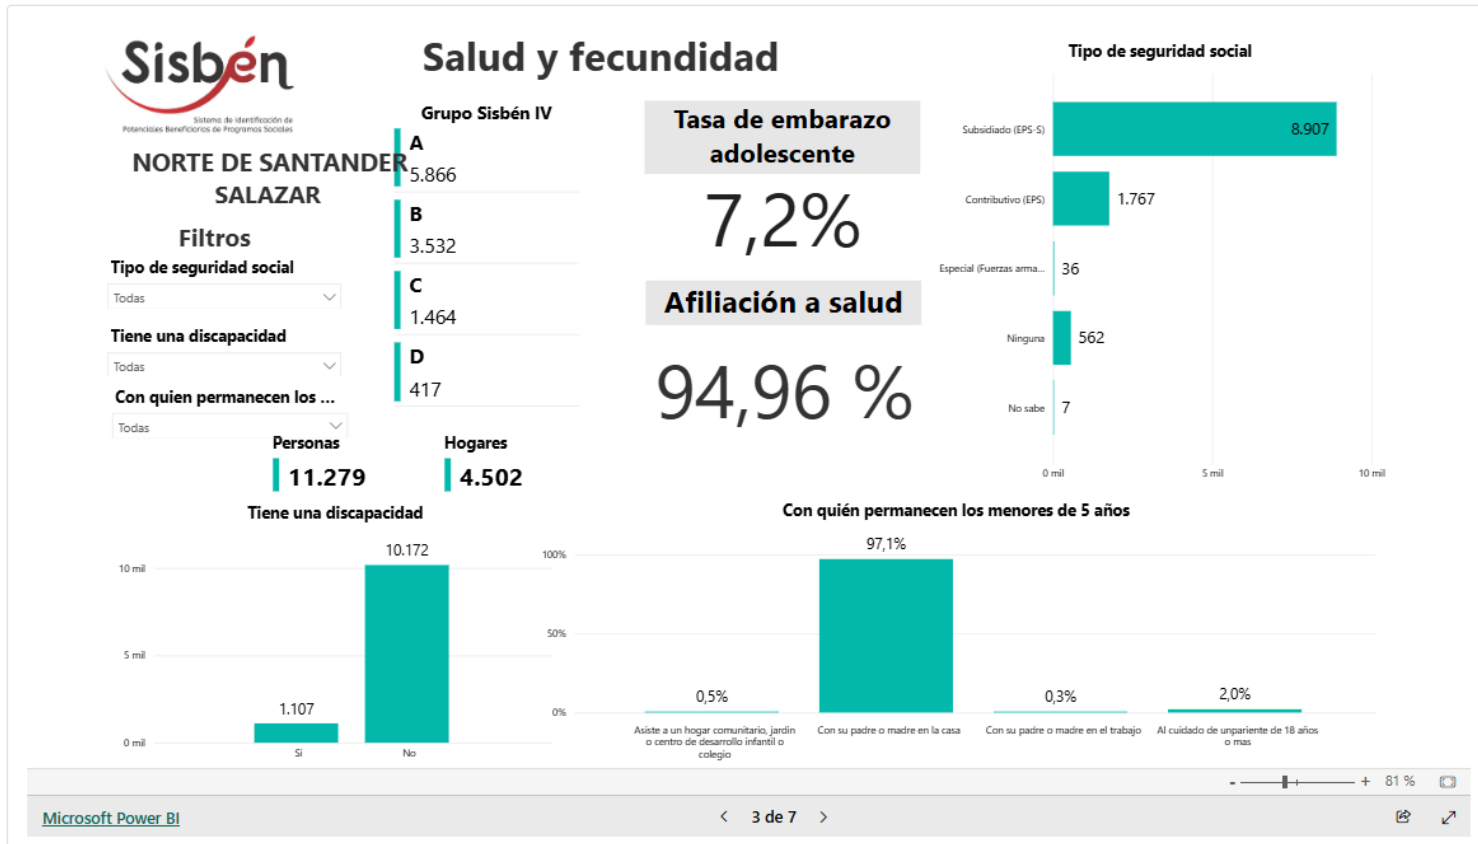 Sisbén
Sistema de Identificación de
Potenciales Beneficiarios de Programas Sociales
NORTE DE SANTANDER
SALAZAR
Filtros
Tipo de seguridad social
Todas
Tiene una discapacidad
Todas
Con quien permanecen los ...
Todas
Salud y fecundidad
Grupo Sisbén IV
A
5.866
B
3.532
C
1.464
D
417
Personas
11.279
Hogares
4.502
Tasa de embarazo
adolescente
7,2%
Afiliación a salud
94,96 %
Tipo de seguridad social
Subsidiado (EPS-S)
8.907
Contributivo (EPS)
1.767
Especial (Fuerzas arma...
36
Ninguna
562
No sabe
7
0 mil
5 mil
10 mil
Tiene una discapacidad
10 mil
5 mil
0 mil
1.107
10.172
Si
No
Con quién permanecen los menores de 5 años
100%
50%
0%
0,5%
97,1%
0,3%
2,0%
Asiste a un hogar comunitario, jardin
o centro de desarrollo infantil o
colegio
Con su padre o madre en la casa
Con su padre o madre en el trabajo
Al cuidado de unpariente de 18 años
o mas
- + 81 %
Microsoft Power BI
< 3 de 7 >